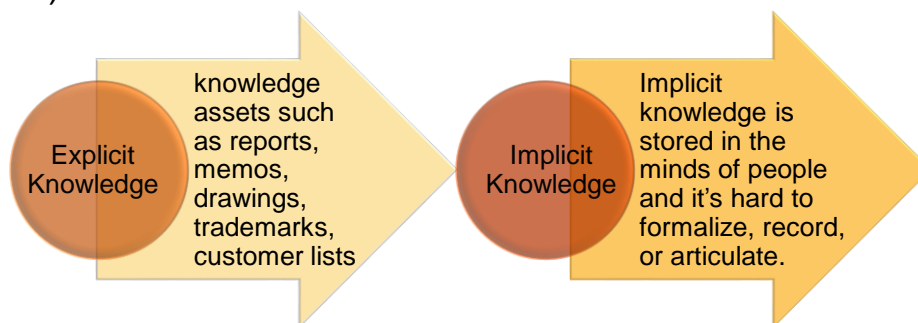 Explicit
Knowledge
knowledge
assets such
as reports,
memos,
drawings,
trademarks,
customer lists
Implicit
Knowledge
Implicit
knowledge is
stored in the
minds of people
and it's hard to
formalize, record,
or articulate.